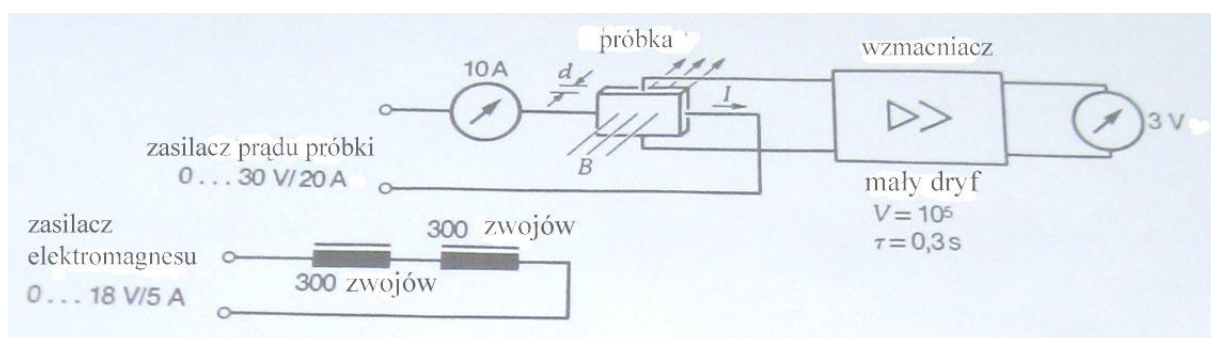 próbka
wzmacniacz
10 A
d
I
3 V
B
zasilacz prądu próbki
0 ... 30 V/20 A
mały dryf
V = 10⁵
τ = 0,3 s
zasilacz
elektromagnesu
0 ... 18 V/5 A
300 zwojów
300 zwojów